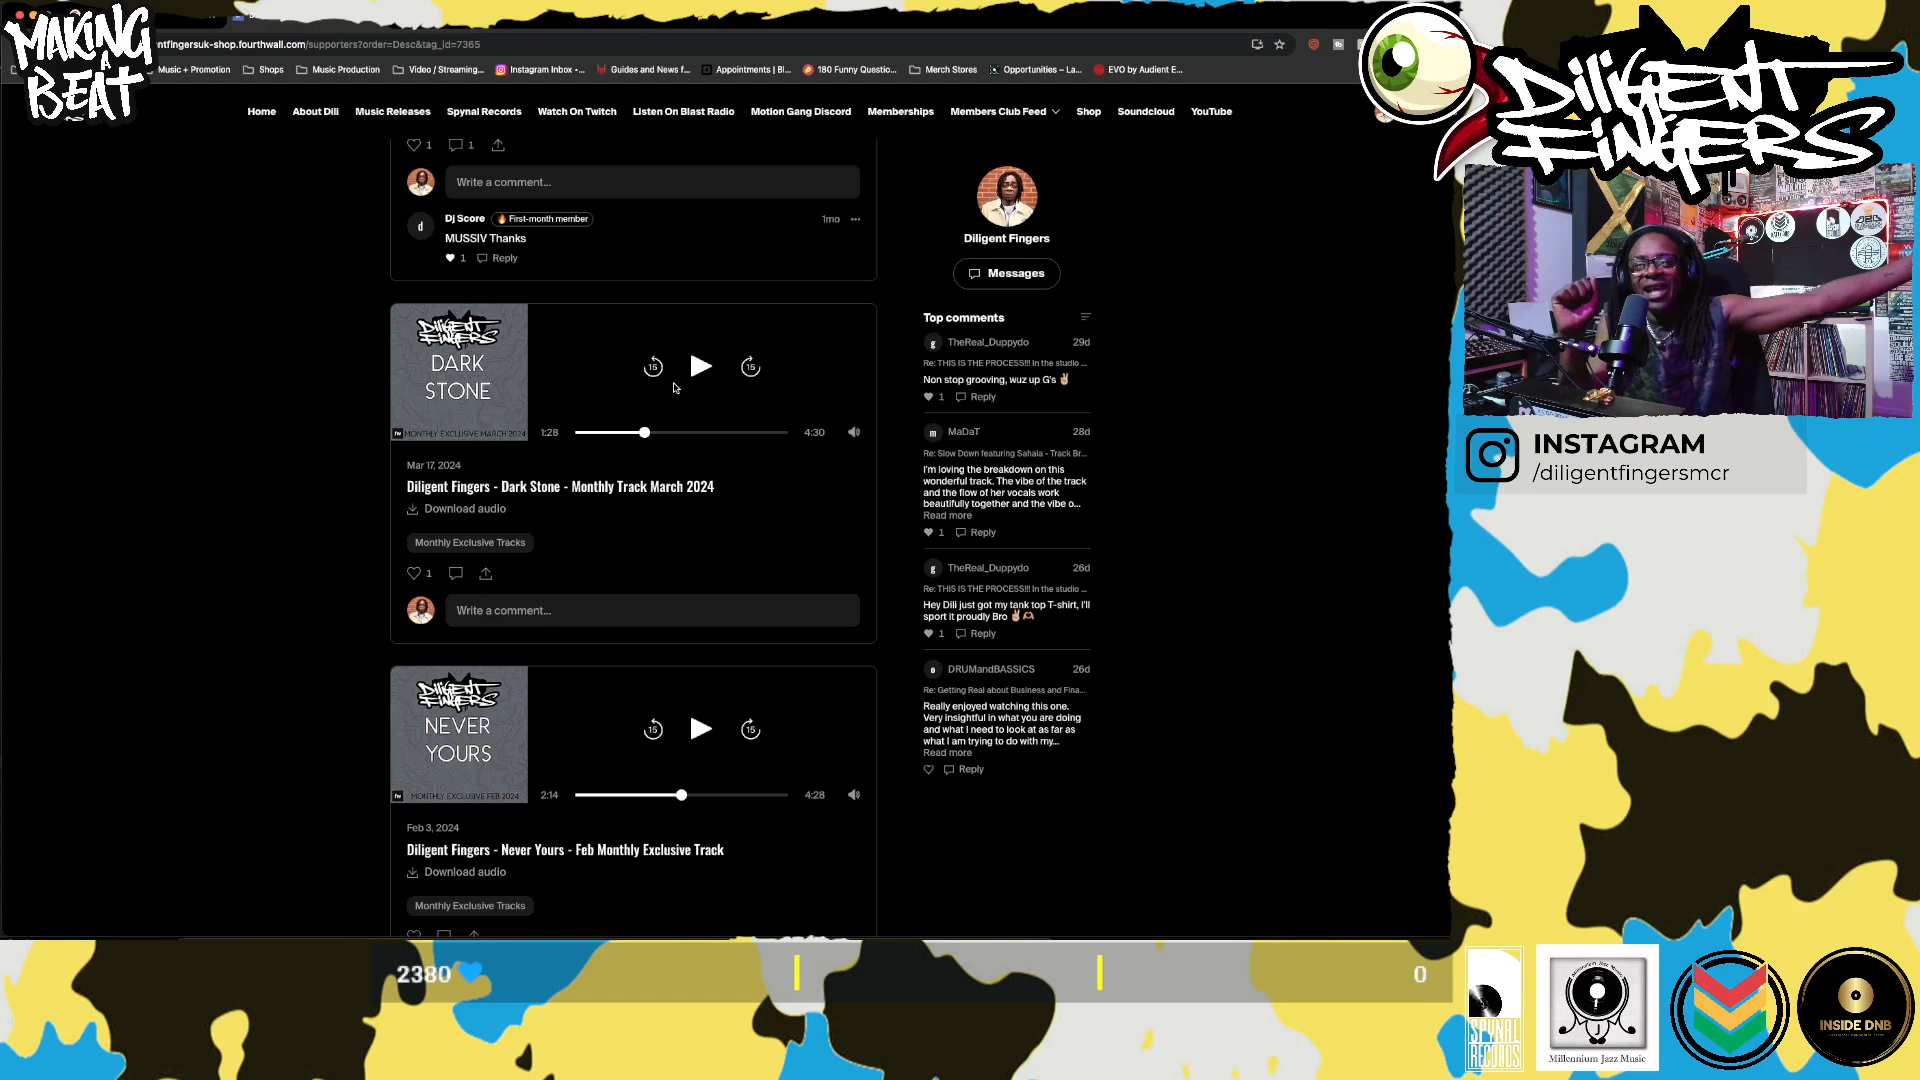 MAKING
A
BEAT
ntfingersuk-shop.fourthwall.com/supporters?order=Desc&tag_id=7365
Music + Promotion
Shops
Music Production
Video / Streaming...
Instagram Inbox •...
Guides and News f...
Appointments | Bl...
180 Funny Questio...
Merch Stores
Opportunities – La...
EVO by Audient E...
Home
About Dili
Music Releases
Spynal Records
Watch On Twitch
Listen On Blast Radio
Motion Gang Discord
Memberships
Members Club Feed
Shop
Soundcloud
YouTube
DILIGENT
FINGERS
1
1
Write a comment...
d
Dj Score
First-month member
1mo
MUSSIV Thanks
1
Reply
DILIGENT
FINGERS
DARK
STONE
MONTHLY EXCLUSIVE MARCH 2024
15
15
1:28
4:30
Mar 17, 2024
Diligent Fingers - Dark Stone - Monthly Track March 2024
Download audio
Monthly Exclusive Tracks
1
Write a comment...
DILIGENT
FINGERS
NEVER
YOURS
MONTHLY EXCLUSIVE FEB 2024
15
15
2:14
4:28
Feb 3, 2024
Diligent Fingers - Never Yours - Feb Monthly Exclusive Track
Download audio
Monthly Exclusive Tracks
Diligent Fingers
Messages
Top comments
g
TheReal_Duppydo
29d
Re: THIS IS THE PROCESS!!! In the studio ...
Non stop grooving, wuz up G's ✌🏽
1
Reply
m
MaDaT
28d
Re: Slow Down featuring Sahala - Track Br...
I'm loving the breakdown on this
wonderful track. The vibe of the track
and the flow of her vocals work
beautifully together and the vibe o...
Read more
1
Reply
g
TheReal_Duppydo
26d
Re: THIS IS THE PROCESS!!! In the studio ...
Hey Dili just got my tank top T-shirt, I'll
sport it proudly Bro ✌🏽🫶🏽
1
Reply
DRUMandBASSICS
26d
Re: Getting Real about Business and Fina...
Really enjoyed watching this one.
Very insightful in what you are doing
and what I need to look at as far as
what I am trying to do with my...
Read more
Reply
INSTAGRAM
/diligentfingersmcr
2380
0
SPYNAL
RECORDS
Millennium Jazz Music
J
Millennium Jazz Music
INSIDE DNB